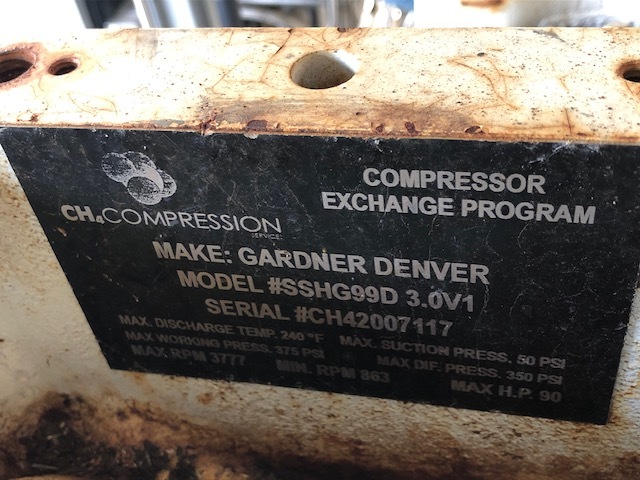 COMPRESSOR
EXCHANGE PROGRAM
CH₄COMPRESSION
SERVICES
MAKE: GARDNER DENVER
MODEL #SSHG99D 3.0V1
SERIAL #CH42007117
MAX. DISCHARGE TEMP. 240 °F MAX. SUCTION PRESS. 50 PSI
MAX WORKING PRESS. 375 PSI MAX DIF. PRESS. 350 PSI
MAX RPM 3777 MIN. RPM 863 MAX H.P. 90